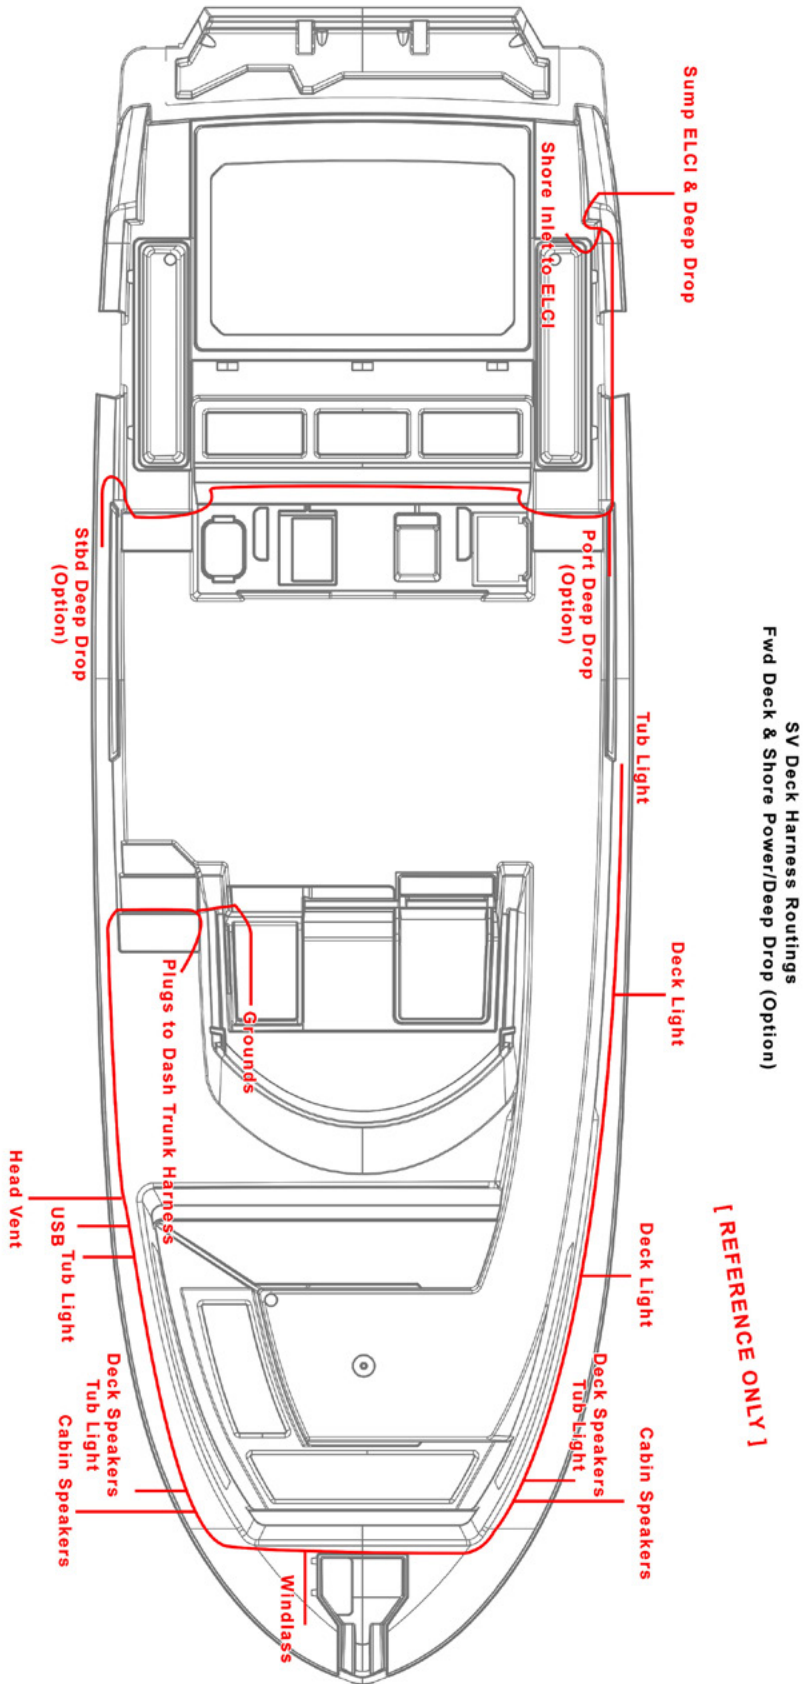 SV Deck Harness Routings
Fwd Deck & Shore Power/Deep Drop (Option)
[ REFERENCE ONLY ]
Sump ELCI & Deep Drop
Shore Inlet to ELCI
Port Deep Drop
(Option)
Tub Light
Deck Light
Deck Light
Deck Speakers
Tub Light
Cabin Speakers
Stbd Deep Drop
(Option)
Plugs to Dash Trunk Harness
Grounds
Head Vent
USB
Tub Light
Deck Speakers
Tub Light
Cabin Speakers
Windlass